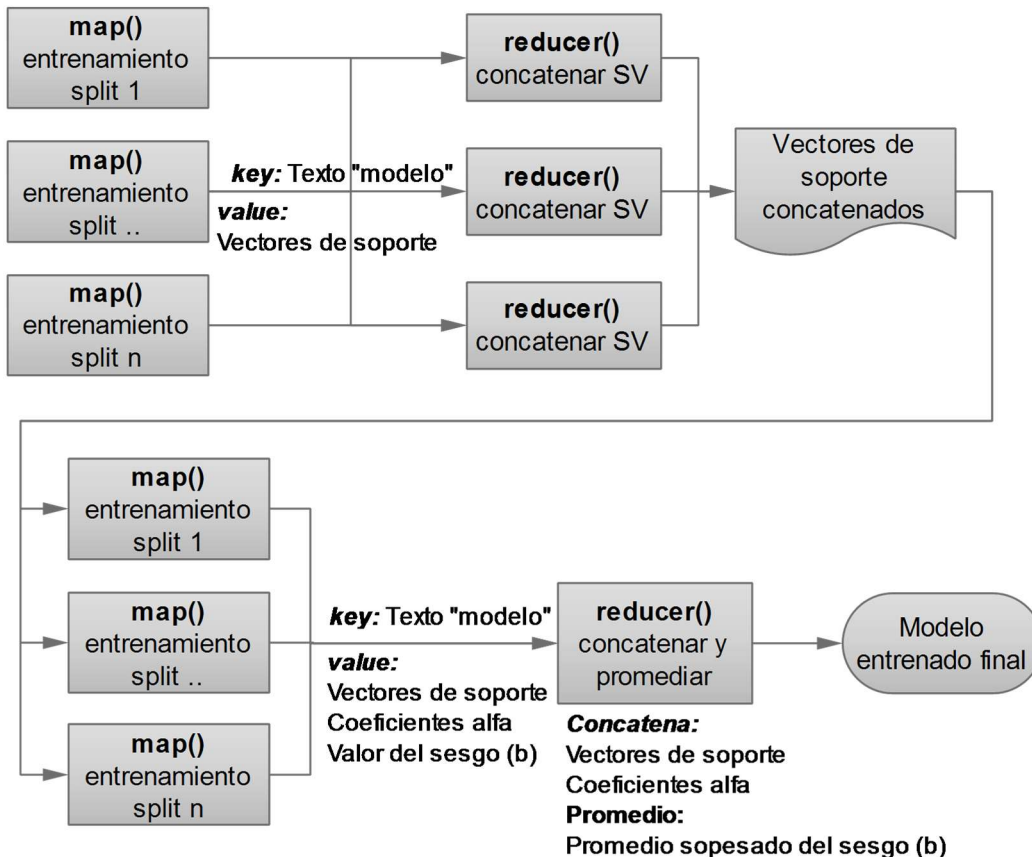 map()
entrenamiento
split 1
reducer()
concatenar SV
map()
entrenamiento
split ..
key: Texto "modelo"
value:
Vectores de soporte
reducer()
concatenar SV
Vectores de
soporte
concatenados
map()
entrenamiento
split n
reducer()
concatenar SV
map()
entrenamiento
split 1
map()
entrenamiento
split ..
map()
entrenamiento
split n
key: Texto "modelo"
value:
Vectores de soporte
Coeficientes alfa
Valor del sesgo (b)
reducer()
concatenar y
promediar
Concatena:
Vectores de soporte
Coeficientes alfa
Promedio:
Promedio sopesado del sesgo (b)
Modelo
entrenado final